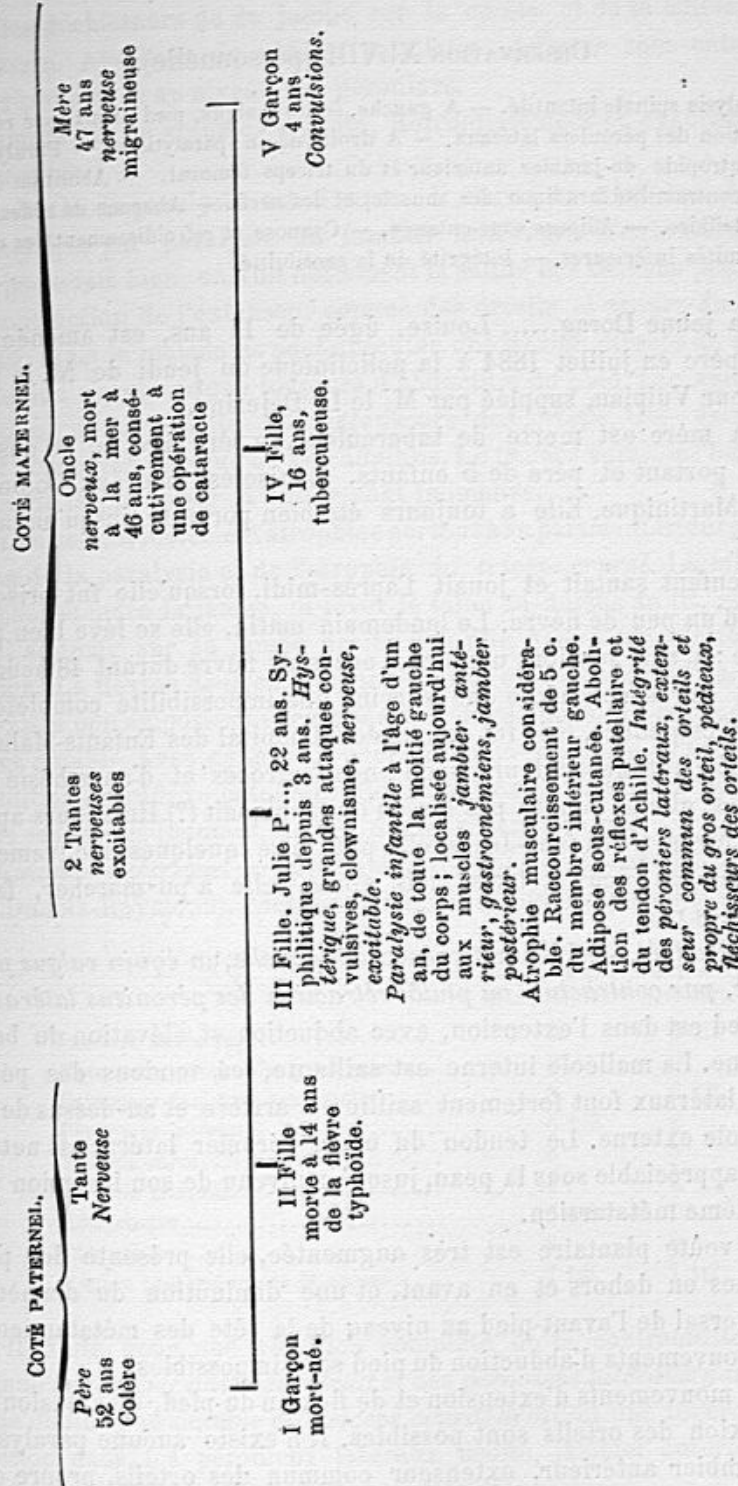 COTÉ PATERNEL.
Père
52 ans
Colère
Tante
Nerveuse
COTÉ MATERNEL.
2 Tantes
nerveuses
excitables
Oncle
nerveux, mort
à la mer à
46 ans, consé-
cutivement à
une opération
de cataracte
Mère
47 ans
nerveuse
migraineuse
I Garçon
mort-né.
II Fille
morte à 14 ans
de la fièvre
typhoïde.
III Fille. Julie P...., 22 ans. Sy-
philitique depuis 3 ans. Hys-
térique, grandes attaques con-
vulsives, clownisme, nerveuse,
excitable.
Paralysie infantile à l'âge d'un
an, de toute la moitié gauche
du corps ; localisée aujourd'hui
aux muscles jambier anté-
rieur, gastrocnémiens, jambier
postérieur.
Atrophie musculaire considéra-
ble. Raccourcissement de 5 c.
du membre inférieur gauche.
Adipose sous-cutanée. Aboli-
tion des réflexes patellaire et
du tendon d'Achille. Intégrité
des péroniers latéraux, exten-
seur commun des orteils et
propre du gros orteil, pédieux,
fléchisseurs des orteils.
IV Fille,
16 ans,
tuberculeuse.
V Garçon
4 ans
Convulsions.